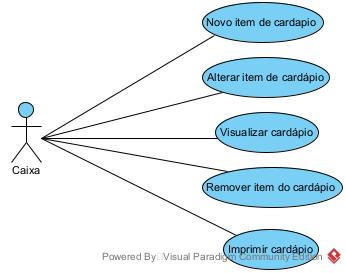 Novo item de cardapio
Alterar item de cardápio
Visualizar cardápio
Caixa
Remover item do cardápio
Imprimir cardápio
Powered By Visual Paradigm Community Edition